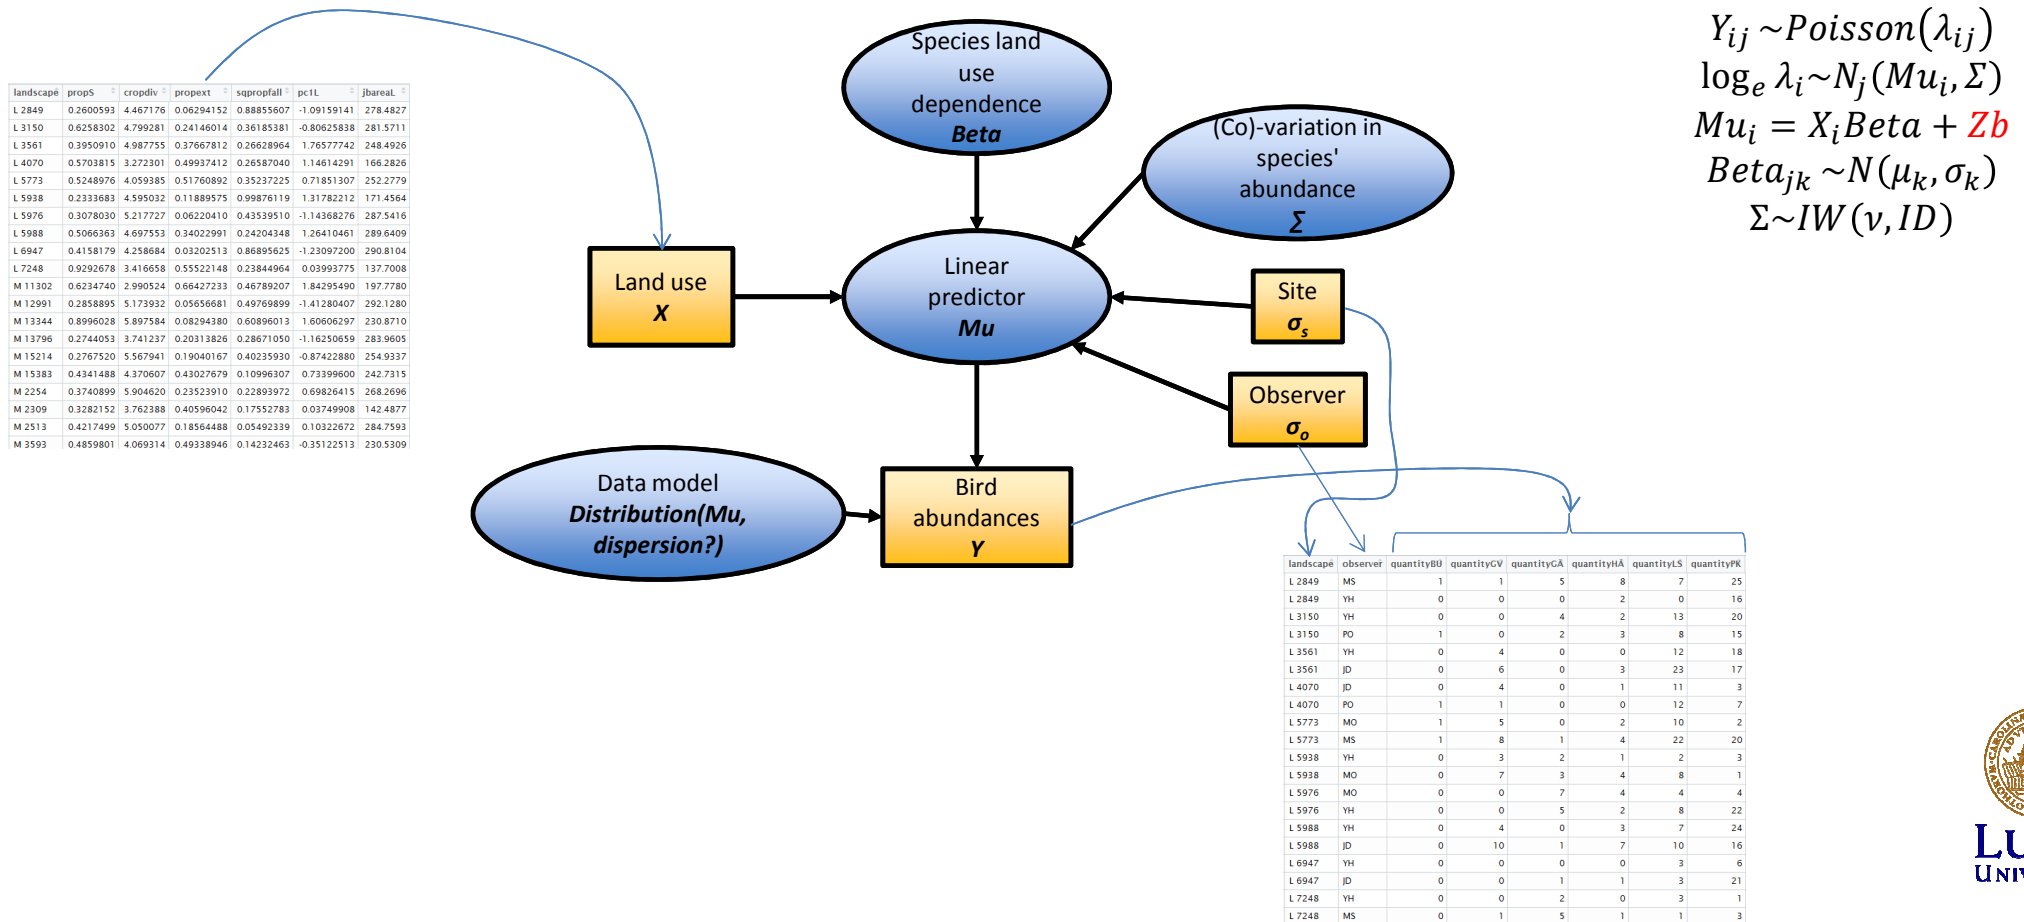 landscape propS cropdiv propext sqpropfall pc1L jbareaL
L 2849 0.2600593 4.467176 0.06294152 0.88855607 -1.09159141 278.4827
L 3150 0.6258302 4.799281 0.24146014 0.36185381 -0.80625838 281.5711
L 3561 0.3950910 4.987755 0.37667812 0.26628964 1.76577742 248.4926
L 4070 0.5703815 3.272301 0.49937412 0.26587040 1.14614291 166.2826
L 5773 0.5248976 4.059385 0.51760892 0.35237225 0.71851307 252.2779
L 5938 0.2333683 4.595032 0.11889575 0.99876119 1.31782212 171.4564
L 5976 0.3078030 5.217727 0.06220410 0.43539510 -1.14368276 287.5416
L 5988 0.5066363 4.697553 0.34022991 0.24204348 1.26410461 289.6409
L 6947 0.4158179 4.258684 0.03202513 0.86895625 -1.23097200 290.8104
L 7248 0.9292678 3.416658 0.55522148 0.23844964 0.03993775 137.7008
M 11302 0.6234740 2.990524 0.66427233 0.46789207 1.84295490 197.7780
M 12991 0.2858895 5.173932 0.05656681 0.49769899 -1.41280407 292.1280
M 13344 0.8996028 5.897584 0.08294380 0.60896013 1.60606297 230.8710
M 13796 0.2744053 3.741237 0.20313826 0.28671050 -1.16250659 283.9605
M 15214 0.2767520 5.567941 0.19040167 0.40235930 -0.87422880 254.9337
M 15383 0.4341488 4.370607 0.43027679 0.10996307 0.73399600 242.7315
M 2254 0.3740899 5.904620 0.23523910 0.22893972 0.69826415 268.2696
M 2309 0.3282152 3.762388 0.40596042 0.17552783 0.03749908 142.4877
M 2513 0.4217499 5.050077 0.18564488 0.05492339 0.10322672 284.7593
M 3593 0.4859801 4.069314 0.49338946 0.14232463 -0.35122513 230.5309
Species land
use
dependence
Beta
(Co)-variation in
species'
abundance
Σ
Land use
X
Linear
predictor
Mu
Site
σs
Observer
σo
Data model
Distribution(Mu,
dispersion?)
Bird
abundances
Y
Yij ~Poisson(λij)
loge λi~Nj(Mui, Σ)
Mui = XiBeta + Zb
Betajk ~N(μk, σk)
Σ~IW(ν, ID)
landscape observer quantityBU quantityGV quantityGA quantityHA quantityLS quantityPK
L 2849 MS 1 1 5 8 7 25
L 2849 YH 0 0 0 2 0 16
L 3150 YH 0 0 4 2 13 20
L 3150 PO 1 0 2 3 8 15
L 3561 YH 0 4 0 0 12 18
L 3561 JD 0 6 0 3 23 17
L 4070 JD 0 4 0 1 11 3
L 4070 PO 1 1 0 0 12 7
L 5773 MO 1 5 0 2 10 2
L 5773 MS 1 8 1 4 22 20
L 5938 YH 0 3 2 1 2 3
L 5938 MO 0 7 3 4 8 1
L 5976 MO 0 0 7 4 4 4
L 5976 YH 0 0 5 2 8 22
L 5988 YH 0 4 0 3 7 24
L 5988 JD 0 10 1 7 10 16
L 6947 YH 0 0 0 0 3 6
L 6947 JD 0 0 1 1 3 21
L 7248 YH 0 0 2 0 3 1
L 7248 MS 0 1 5 1 1 3